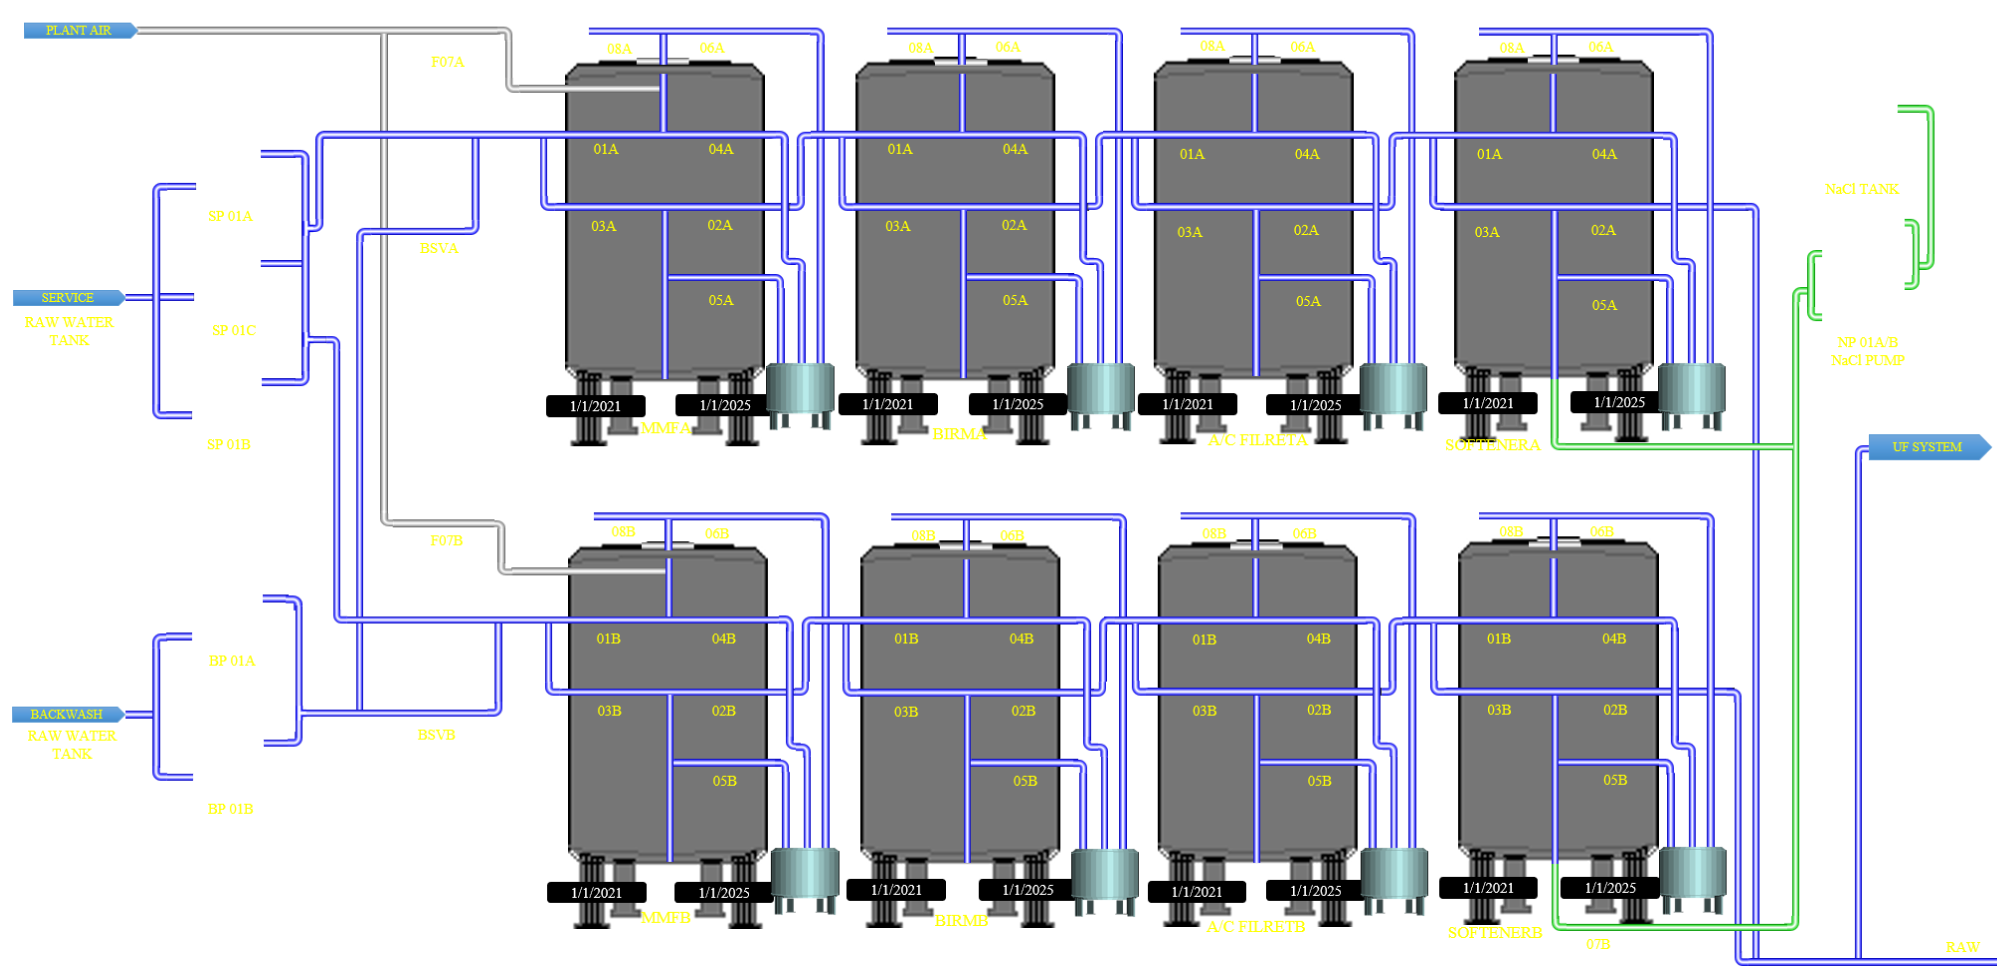 PLANT AIR
F07A
08A
06A
08A
06A
08A
06A
08A
06A
01A
04A
01A
04A
01A
04A
01A
04A
NaCl TANK
SP 01A
03A
02A
03A
02A
03A
02A
03A
02A
BSVA
SERVICE
05A
05A
05A
05A
RAW WATER
TANK
SP 01C
NP 01A/B
NaCl PUMP
1/1/2021
1/1/2025
1/1/2021
1/1/2025
1/1/2021
1/1/2025
1/1/2021
1/1/2025
MMFA
BIRMA
A/C FILRETA
SOFTENERA
SP 01B
UF SYSTEM
F07B
08B
06B
08B
06B
08B
06B
08B
06B
01B
04B
01B
04B
01B
04B
01B
04B
BP 01A
03B
02B
03B
02B
03B
02B
03B
02B
BACKWASH
RAW WATER
TANK
BSVB
05B
05B
05B
05B
BP 01B
1/1/2021
1/1/2025
1/1/2021
1/1/2025
1/1/2021
1/1/2025
1/1/2021
1/1/2025
MMFB
BIRMB
A/C FILRETB
SOFTENERB
07B
RAW